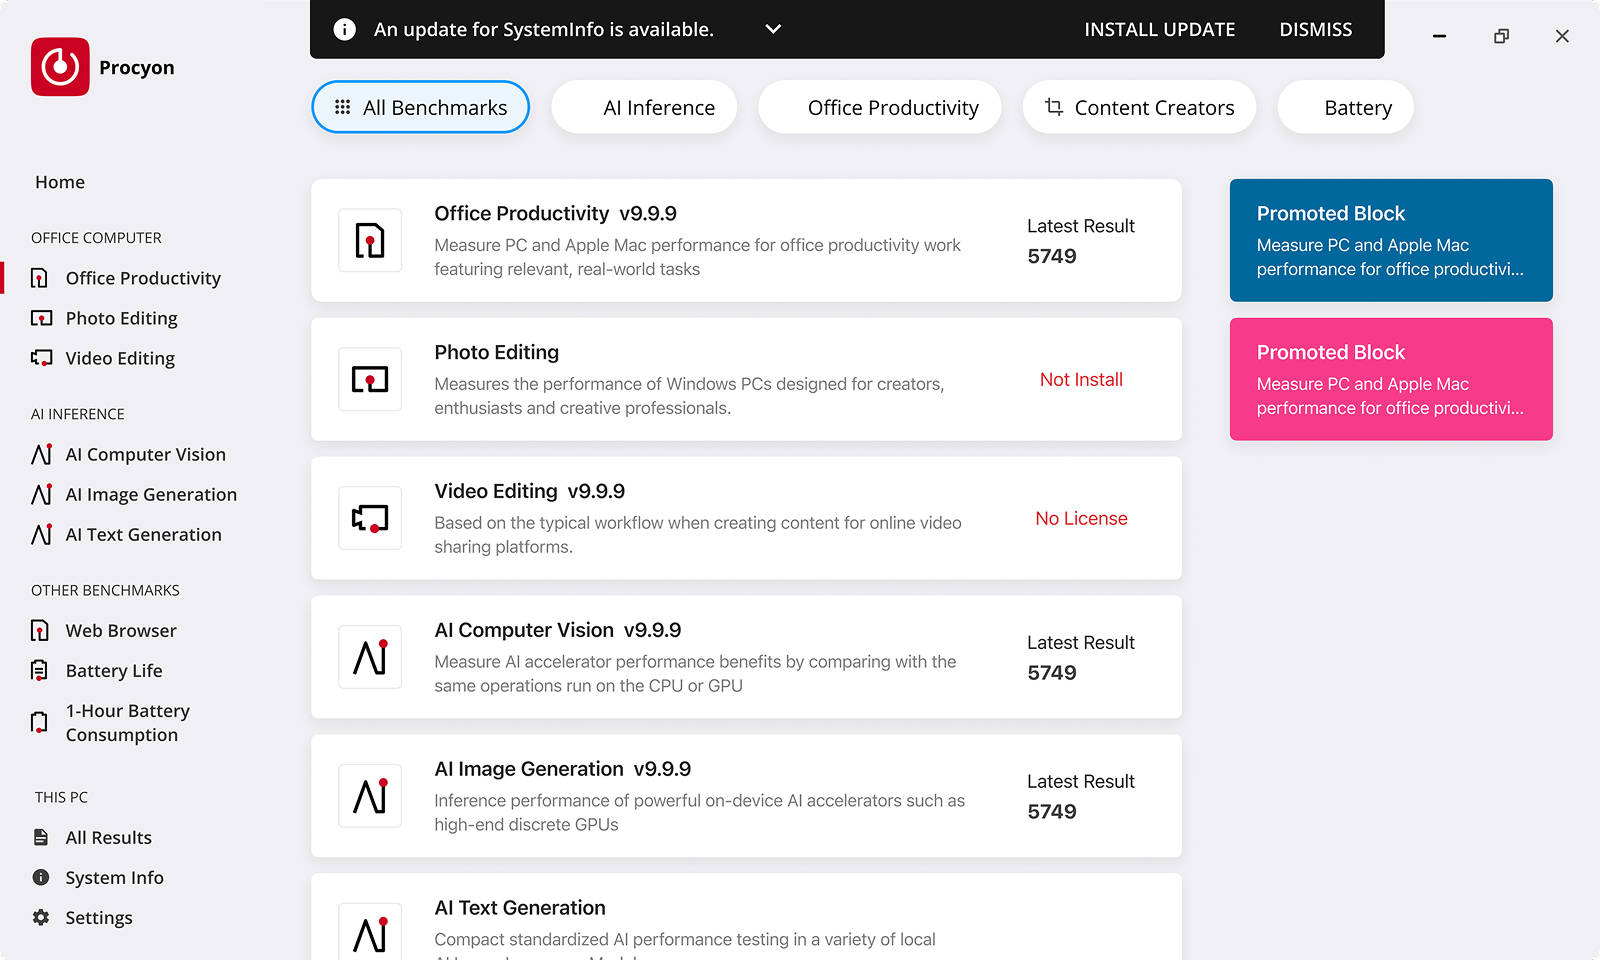 An update for SystemInfo is available.
INSTALL UPDATE
DISMISS
Procyon
All Benchmarks
AI Inference
Office Productivity
Content Creators
Battery
Home
OFFICE COMPUTER
Office Productivity
Photo Editing
Video Editing
AI INFERENCE
AI Computer Vision
AI Image Generation
AI Text Generation
OTHER BENCHMARKS
Web Browser
Battery Life
1-Hour Battery
Consumption
THIS PC
All Results
System Info
Settings
Office Productivity v9.9.9
Measure PC and Apple Mac performance for office productivity work
featuring relevant, real-world tasks
Latest Result
5749
Photo Editing
Measures the performance of Windows PCs designed for creators,
enthusiasts and creative professionals.
Not Install
Video Editing v9.9.9
Based on the typical workflow when creating content for online video
sharing platforms.
No License
AI Computer Vision v9.9.9
Measure AI accelerator performance benefits by comparing with the
same operations run on the CPU or GPU
Latest Result
5749
AI Image Generation v9.9.9
Inference performance of powerful on-device AI accelerators such as
high-end discrete GPUs
Latest Result
5749
AI Text Generation
Compact standardized AI performance testing in a variety of local
Promoted Block
Measure PC and Apple Mac
performance for office productivi...
Promoted Block
Measure PC and Apple Mac
performance for office productivi...